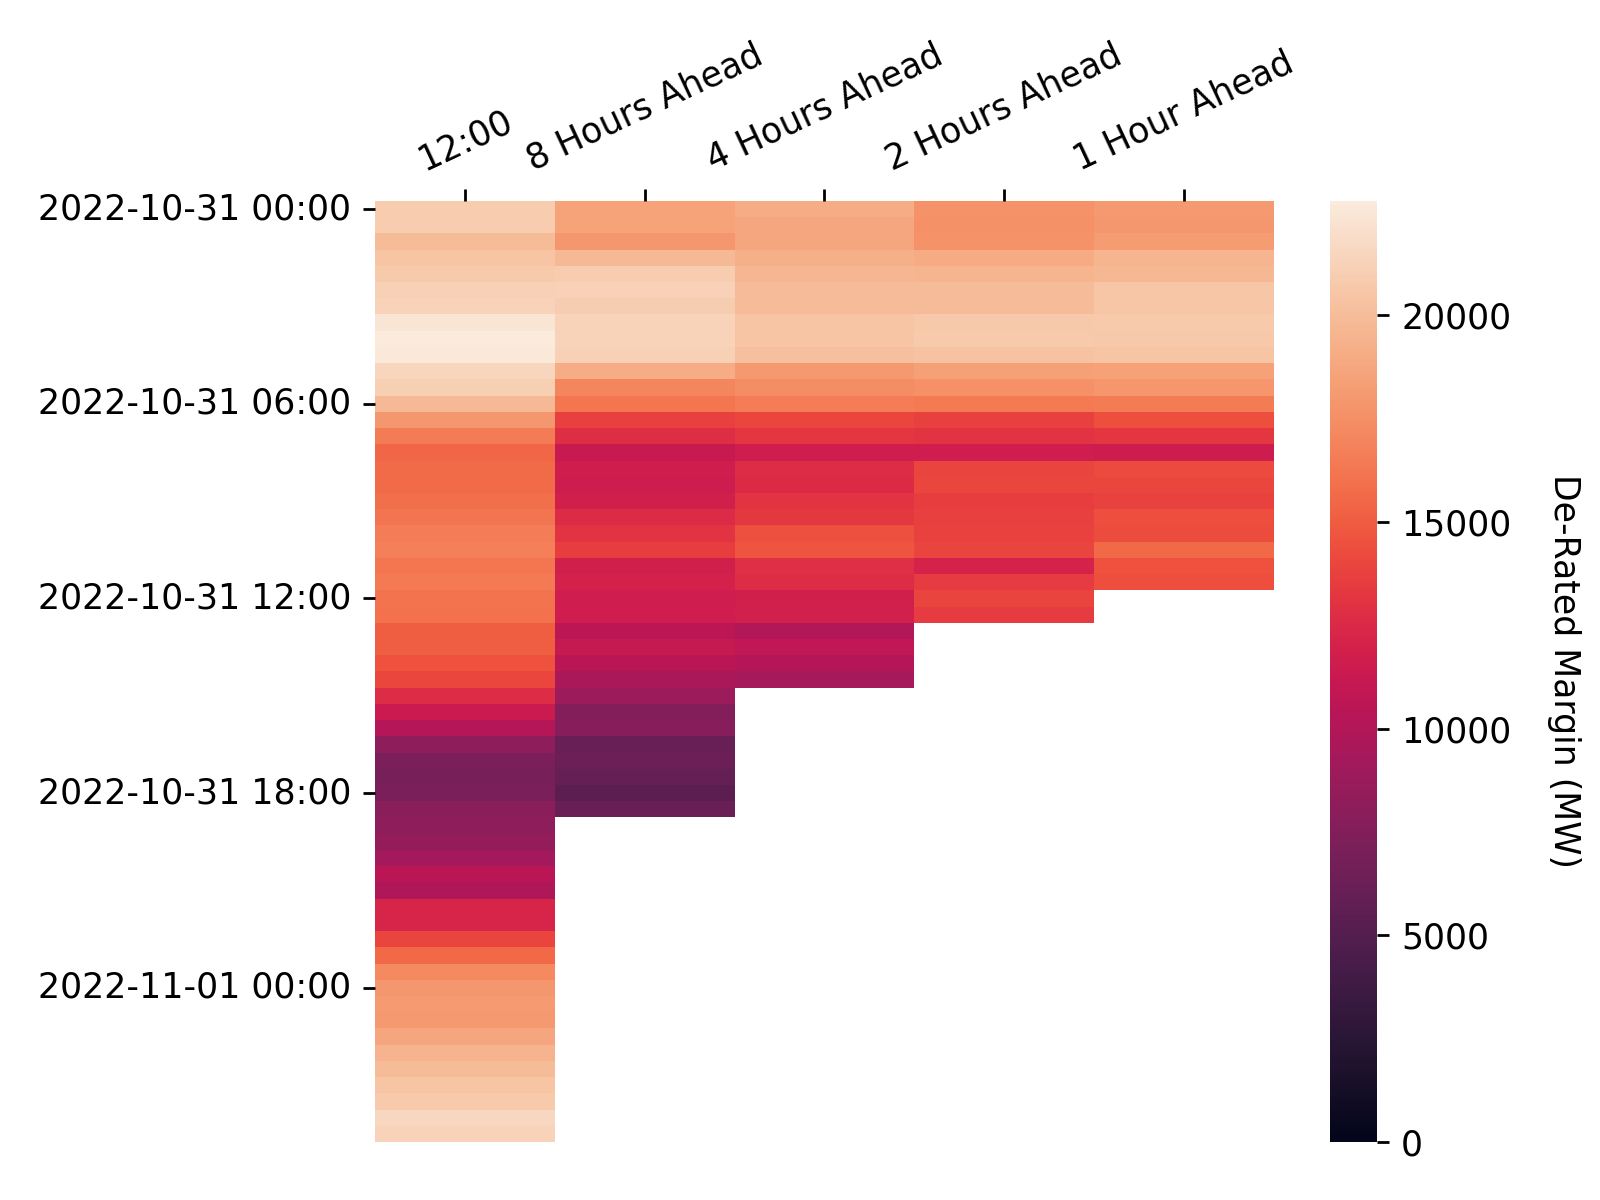 12:00
8 Hours Ahead
4 Hours Ahead
2 Hours Ahead
1 Hour Ahead
2022-10-31 00:00
2022-10-31 06:00
2022-10-31 12:00
2022-10-31 18:00
2022-11-01 00:00
20000
15000
10000
5000
0
De-Rated Margin (MW)